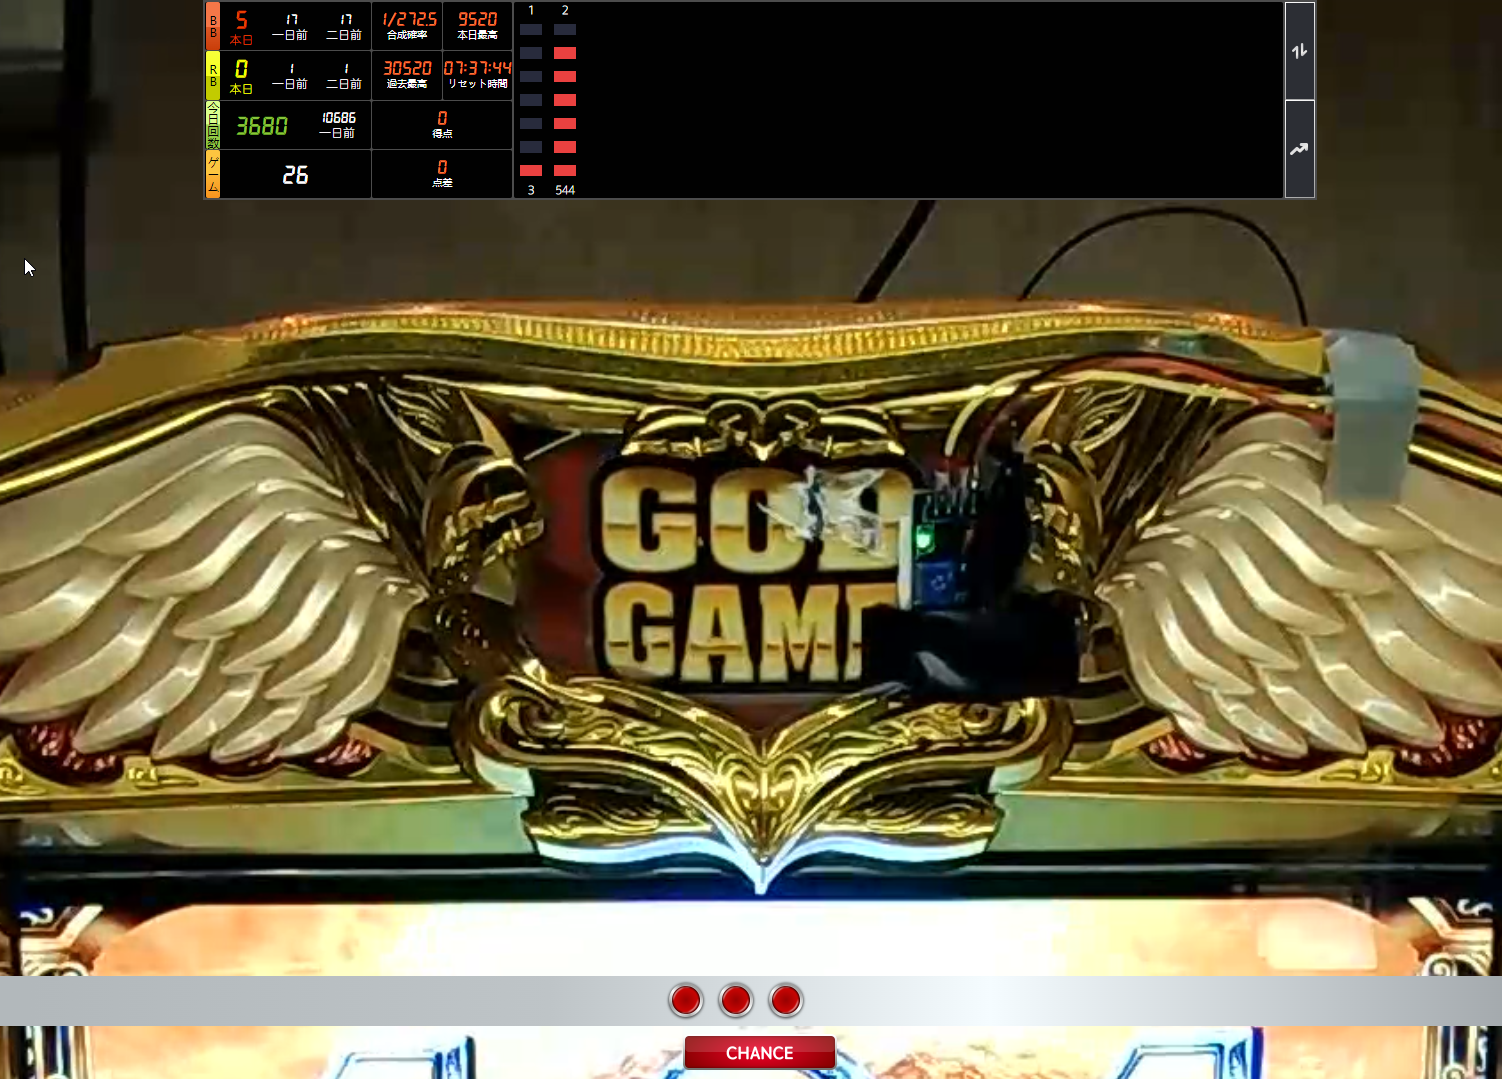 BB
5
本日
17
一日前
17
二日前
1/272.5
合成確率
9520
本日最高
1
2
RB
0
本日
1
一日前
1
二日前
30520
過去最高
07:37:44
リセット時間
今日回数
3680
10686
一日前
0
得点
ゲーム
26
0
点差
3
544
GOD
GAME
CHANCE